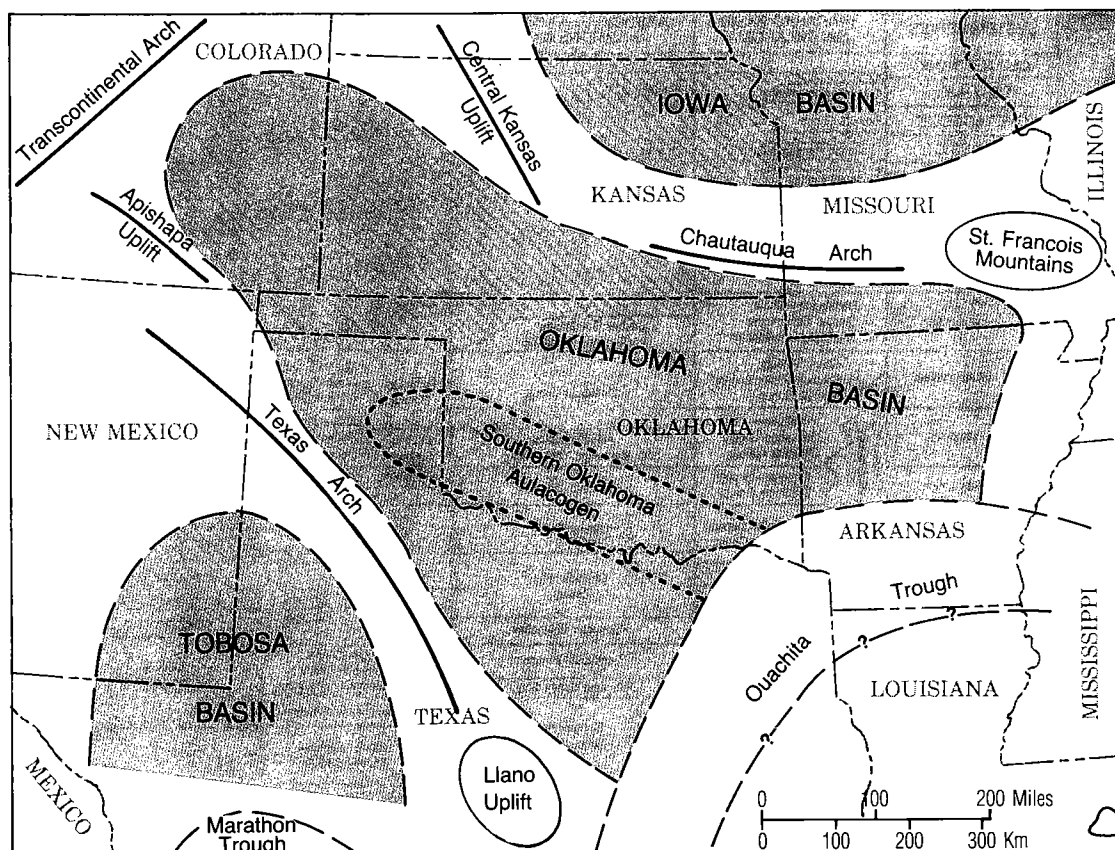 Transcontinental Arch
COLORADO
Central Kansas
Uplift
IOWA BASIN
ILLINOIS
Apishapa
Uplift
KANSAS
MISSOURI
Chautauqua Arch
St. Francois
Mountains
OKLAHOMA
BASIN
NEW MEXICO
Texas Arch
OKLAHOMA
Southern Oklahoma
Aulacogen
ARKANSAS
TOBOSA
BASIN
Ouachita Trough
?
?
?
LOUISIANA
MISSISSIPPI
TEXAS
MEXICO
Llano
Uplift
Marathon
Trough
0 100 200 Miles
0 100 200 300 Km